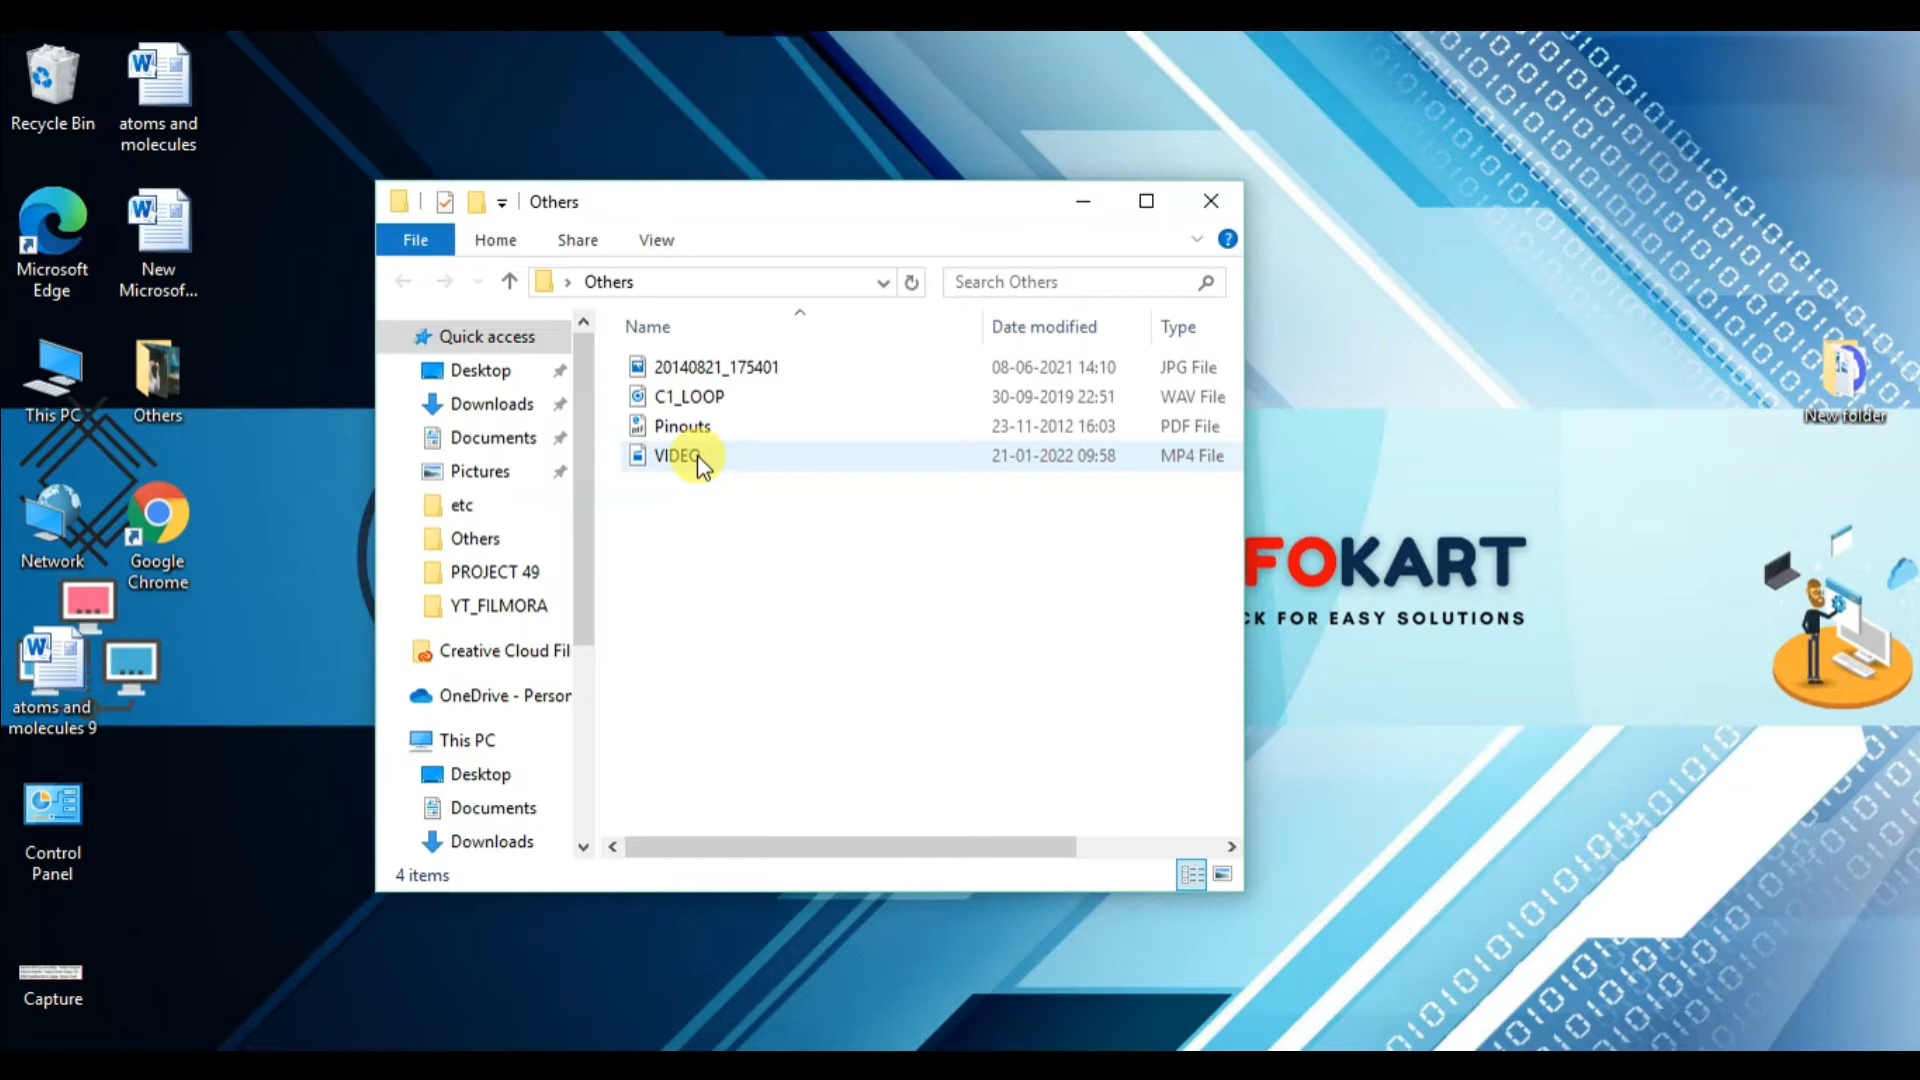 Recycle Bin
atoms and
molecules
Microsoft
Edge
New
Microsof...
This PC
Others
Network
Google
Chrome
atoms and
molecules 9
Control
Panel
Capture
Others
File
Home
Share
View
Others
Search Others
Name
Date modified
Type
20140821_175401
08-06-2021 14:10
JPG File
C1_LOOP
30-09-2019 22:51
WAV File
Pinouts
23-11-2012 16:03
PDF File
VIDEO
21-01-2022 09:58
MP4 File
Quick access
Desktop
Downloads
Documents
Pictures
etc
Others
PROJECT 49
YT_FILMORA
Creative Cloud Fil
OneDrive - Person
This PC
Desktop
Documents
Downloads
4 items
New folder
FOKART
CK FOR EASY SOLUTIONS